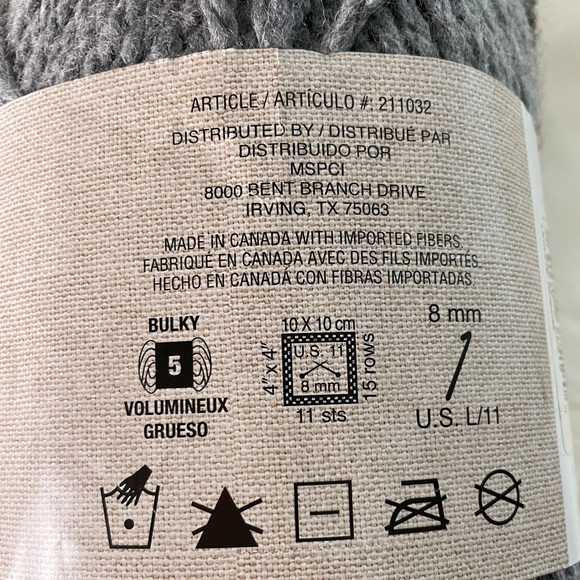 ARTICLE / ARTÍCULO #: 211032
DISTRIBUTED BY / DISTRIBUÉ PAR
DISTRIBUIDO POR
MSPCI
8000 BENT BRANCH DRIVE
IRVING, TX 75063
MADE IN CANADA WITH IMPORTED FIBERS.
FABRIQUÉ EN CANADA AVEC DES FILS IMPORTÉS.
HECHO EN CANADÁ CON FIBRAS IMPORTADAS.
BULKY
5
VOLUMINEUX
GRUESO
10 X 10 cm
4" x 4"
U.S. 11
8 mm
15 rows
11 sts
8 mm
U.S. L/11